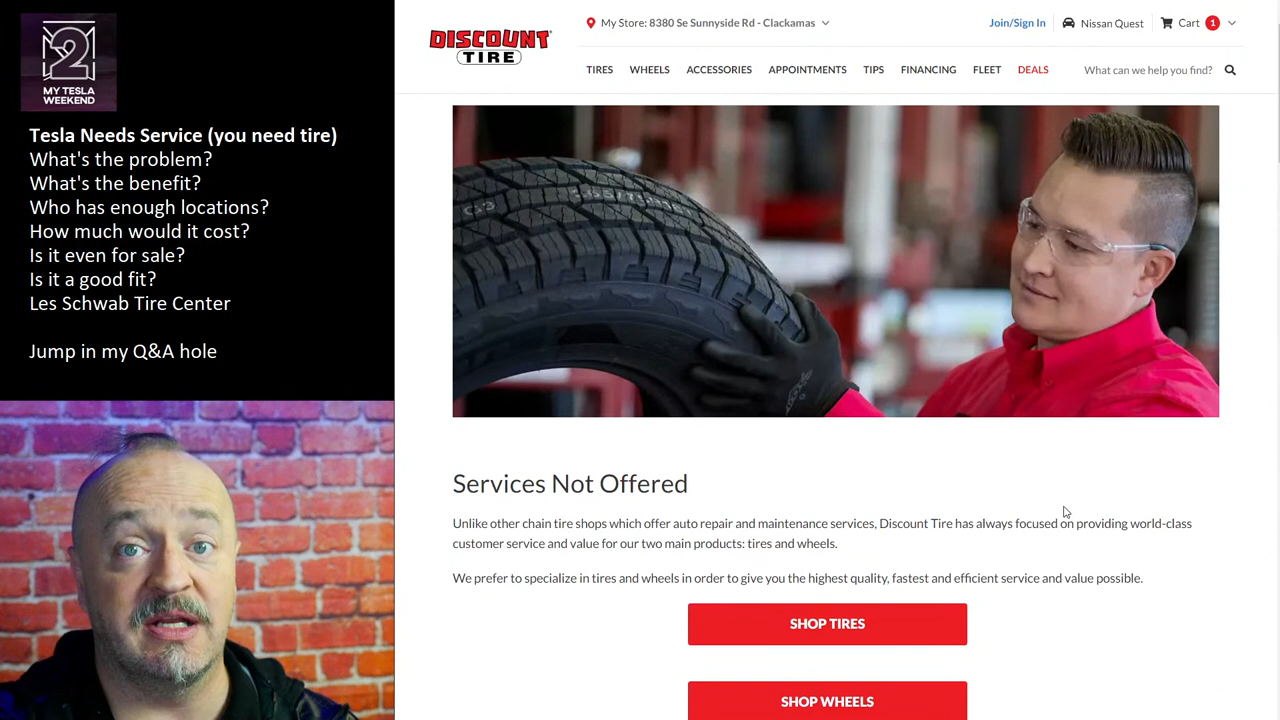 2
MY TESLA
WEEKEND
Tesla Needs Service (you need tire)
What's the problem?
What's the benefit?
Who has enough locations?
How much would it cost?
Is it even for sale?
Is it a good fit?
Les Schwab Tire Center
Jump in my Q&A hole
DISCOUNT
TIRE
My Store: 8380 Se Sunnyside Rd - Clackamas
Join/Sign In
Nissan Quest
Cart 1
TIRES WHEELS ACCESSORIES APPOINTMENTS TIPS FINANCING FLEET DEALS
What can we help you find?
Services Not Offered
Unlike other chain tire shops which offer auto repair and maintenance services, Discount Tire has always focused on providing world-class
customer service and value for our two main products: tires and wheels.
We prefer to specialize in tires and wheels in order to give you the highest quality, fastest and efficient service and value possible.
SHOP TIRES
SHOP WHEELS